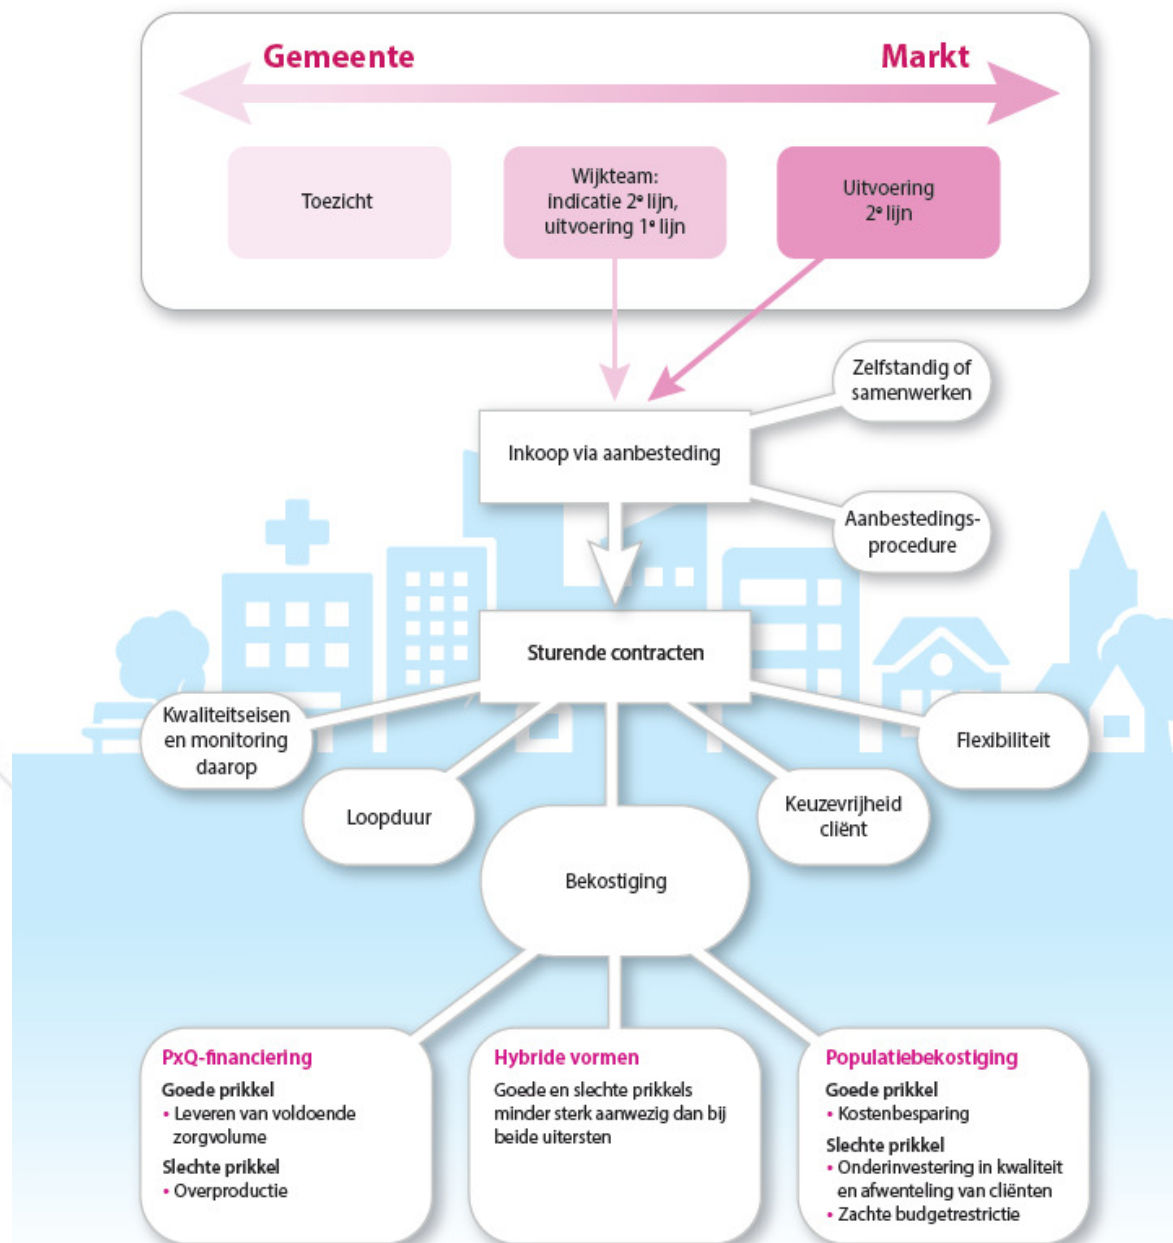 Gemeente
Markt
Toezicht
Wijkteam:
indicatie 2e lijn,
uitvoering 1e lijn
Uitvoering
2e lijn
Zelfstandig of
samenwerken
Inkoop via aanbesteding
Aanbestedings-
procedure
Sturende contracten
Kwaliteitseisen
en monitoring
daarop
Flexibiliteit
Loopduur
Keuzevrijheid
cliënt
Bekostiging
PxQ-financiering
Goede prikkel
• Leveren van voldoende
zorgvolume
Slechte prikkel
• Overproductie
Hybride vormen
Goede en slechte prikkels
minder sterk aanwezig dan bij
beide uitersten
Populatiebekostiging
Goede prikkel
• Kostenbesparing
Slechte prikkel
• Onderinvestering in kwaliteit
en afwenteling van cliënten
• Zachte budgetrestrictie